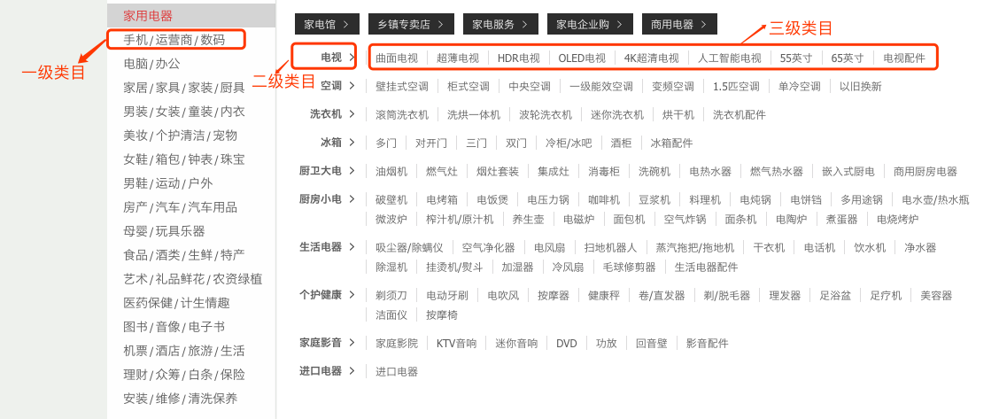 家用电器
手机/运营商/数码
电脑/办公
家居/家具/家装/厨具
男装/女装/童装/内衣
美妆/个护清洁/宠物
女鞋/箱包/钟表/珠宝
男鞋/运动/户外
房产/汽车/汽车用品
母婴/玩具乐器
食品/酒类/生鲜/特产
艺术/礼品鲜花/农资绿植
医药保健/计生情趣
图书/音像/电子书
机票/酒店/旅游/生活
理财/众筹/白条/保险
安装/维修/清洗保养
一级类目
家电馆 > 乡镇专卖店 > 家电服务 > 家电企业购 > 商用电器 >
三级类目
电视 > 曲面电视 超薄电视 HDR电视 OLED电视 4K超清电视 人工智能电视 55英寸 65英寸 电视配件
二级类目
空调 > 壁挂式空调 柜式空调 中央空调 一级能效空调 变频空调 1.5匹空调 单冷空调 以旧换新
洗衣机 > 滚筒洗衣机 洗烘一体机 波轮洗衣机 迷你洗衣机 烘干机 洗衣机配件
冰箱 > 多门 对开门 三门 双门 冷柜/冰吧 酒柜 冰箱配件
厨卫大电 > 油烟机 燃气灶 烟灶套装 集成灶 消毒柜 洗碗机 电热水器 燃气热水器 嵌入式厨电 商用厨房电器
厨房小电 > 破壁机 电烤箱 电饭煲 电压力锅 咖啡机 豆浆机 料理机 电炖锅 电饼铛 多用途锅 电水壶/热水瓶
微波炉 榨汁机/原汁机 养生壶 电磁炉 面包机 空气炸锅 面条机 电陶炉 煮蛋器 电烧烤炉
生活电器 > 吸尘器/除螨仪 空气净化器 电风扇 扫地机器人 蒸汽拖把/拖地机 干衣机 电话机 饮水机 净水器
除湿机 挂烫机/熨斗 加湿器 冷风扇 毛球修剪器 生活电器配件
个护健康 > 剃须刀 电动牙刷 电吹风 按摩器 健康秤 卷/直发器 剃/脱毛器 理发器 足浴盆 足疗机 美容器
洁面仪 按摩椅
家庭影音 > 家庭影院 KTV音响 迷你音响 DVD 功放 回音壁 影音配件
进口电器 > 进口电器